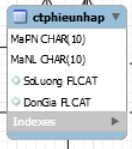 ctphieunhap
MaPN CHAR(10)
MaNL CHAR(10)
SoLuong FLCAT
DonGia FLCAT
Indexes